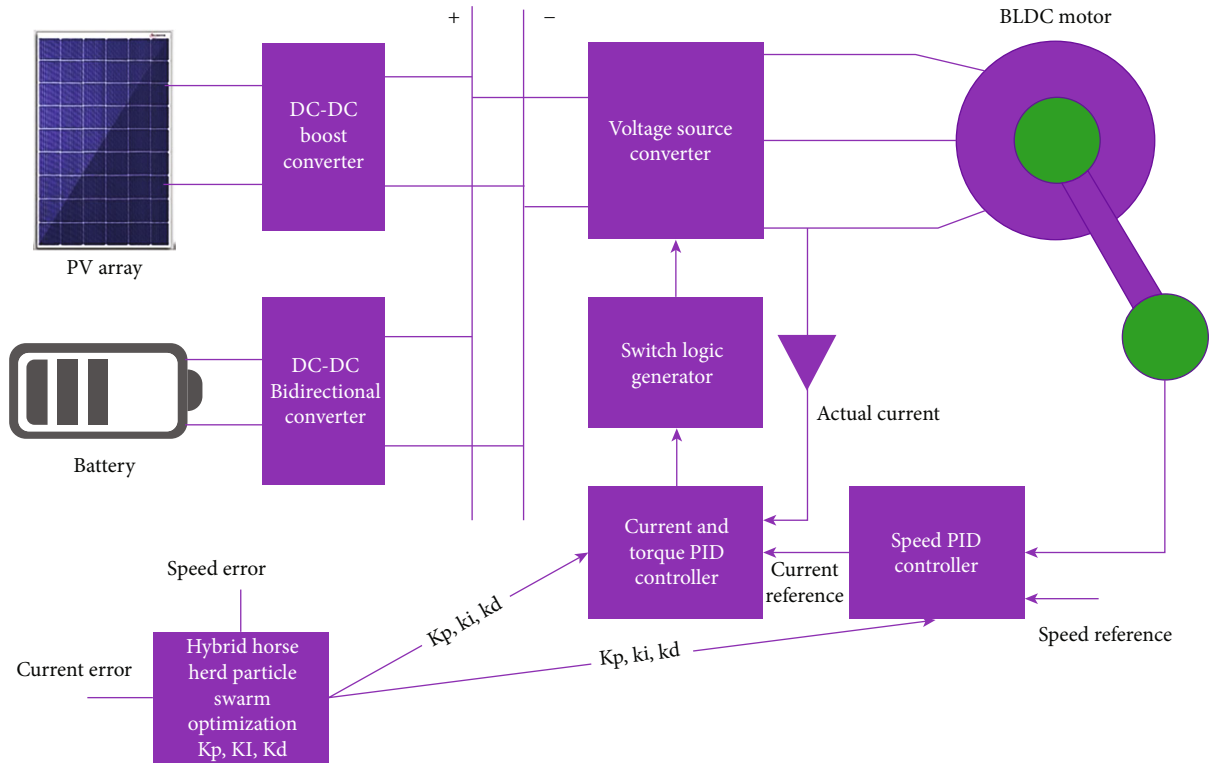 +
−
BLDC motor
DC-DC
boost
converter
Voltage source
converter
PV array
DC-DC
Bidirectional
converter
Switch logic
generator
Actual current
Battery
Current and
torque PID
controller
Speed PID
controller
Current
reference
Speed reference
Speed error
Kp, ki, kd
Kp, ki, kd
Current error
Hybrid horse
herd particle
swarm
optimization
Kp, KI, Kd